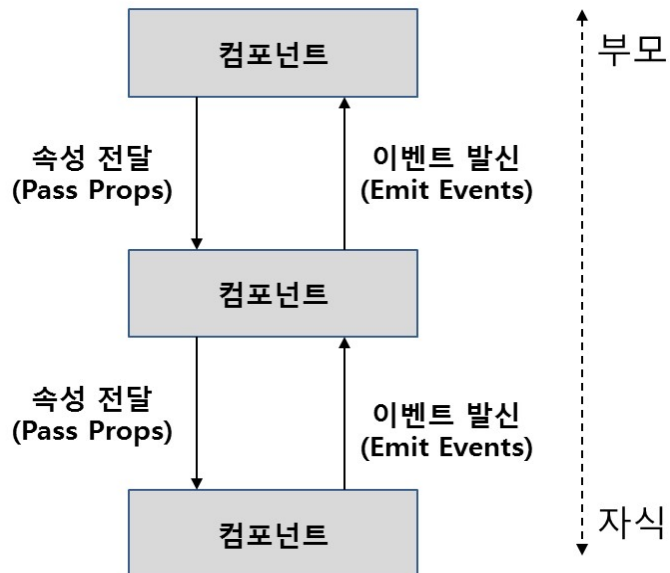 컴포넌트
부모
속성 전달
(Pass Props)
이벤트 발신
(Emit Events)
컴포넌트
속성 전달
(Pass Props)
이벤트 발신
(Emit Events)
컴포넌트
자식